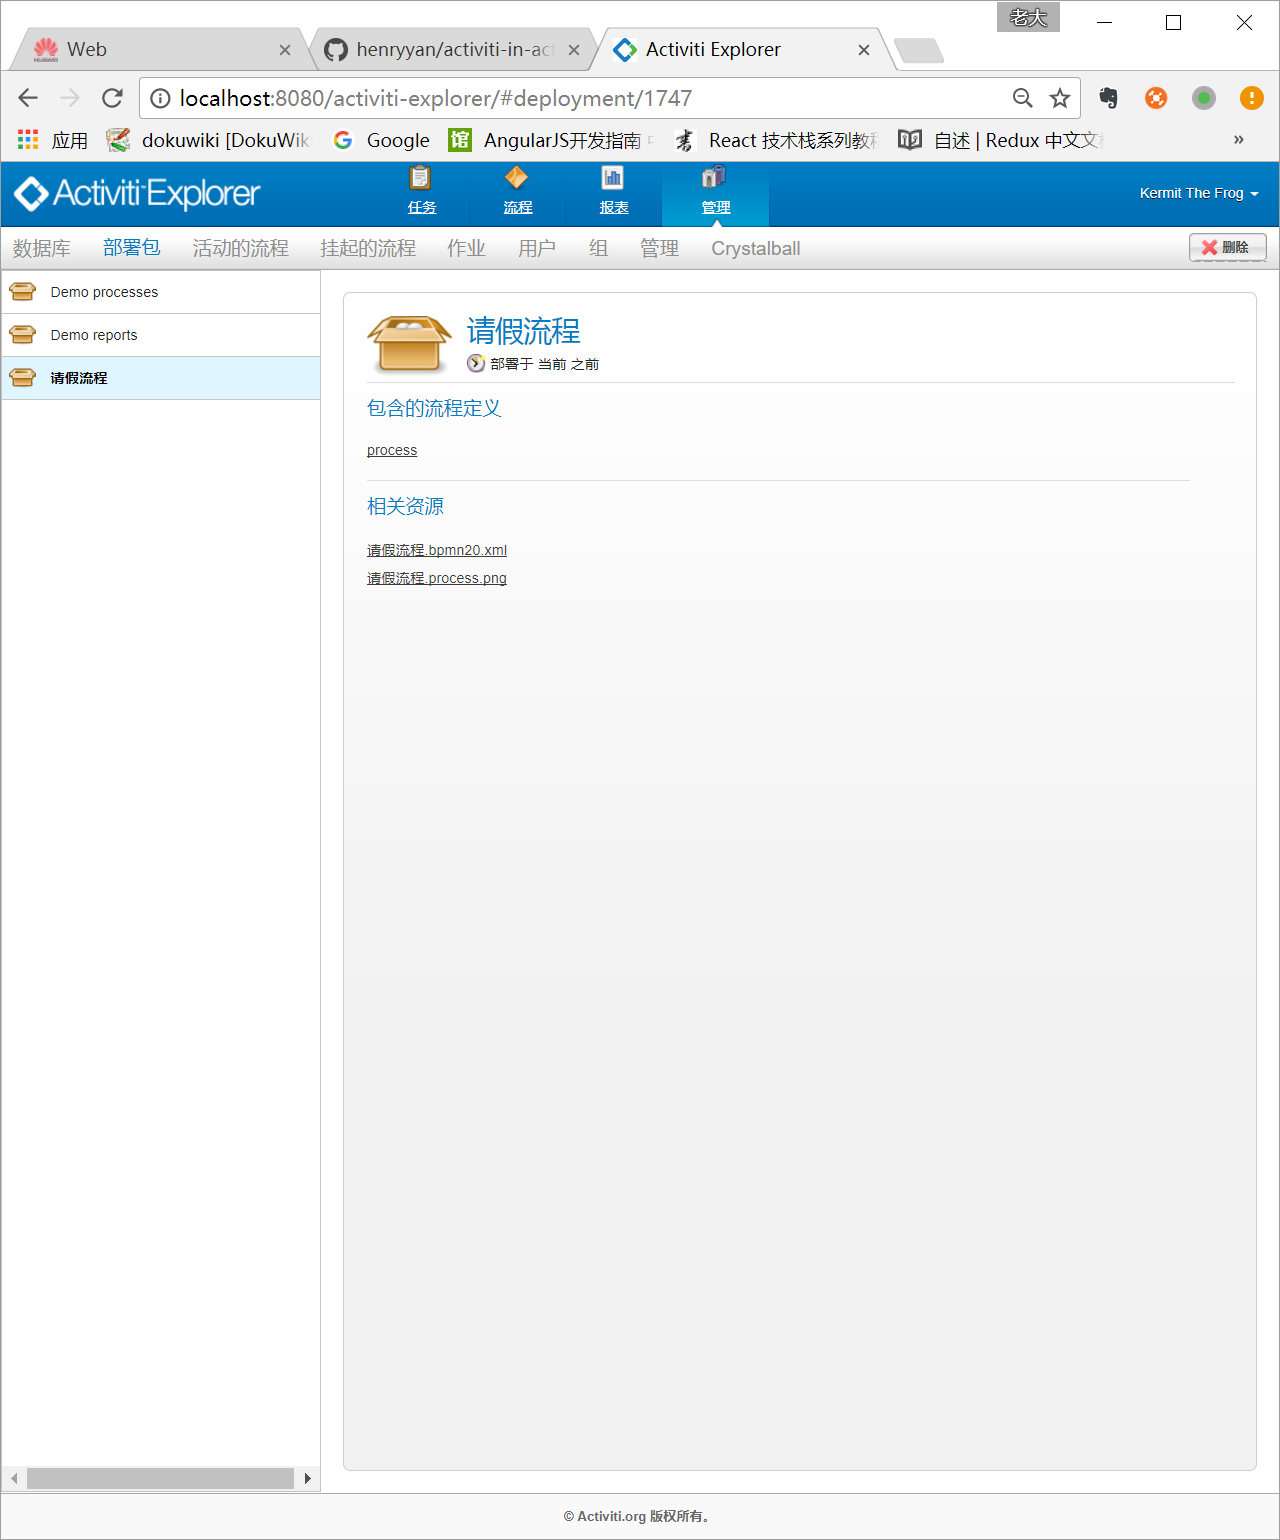 老大
Web
henryyan/activiti-in-act
Activiti Explorer
localhost:8080/activiti-explorer/#deployment/1747
应用
dokuwiki [DokuWik
Google
馆
AngularJS开发指南
React 技术栈系列教程
自述 | Redux 中文文
»
Activiti Explorer
任务
流程
报表
管理
Kermit The Frog
数据库
部署包
活动的流程
挂起的流程
作业
用户
组
管理
Crystalball
删除
Demo processes
Demo reports
请假流程
请假流程
部署于 当前 之前
包含的流程定义
process
相关资源
请假流程.bpmn20.xml
请假流程.process.png
© Activiti.org 版权所有。